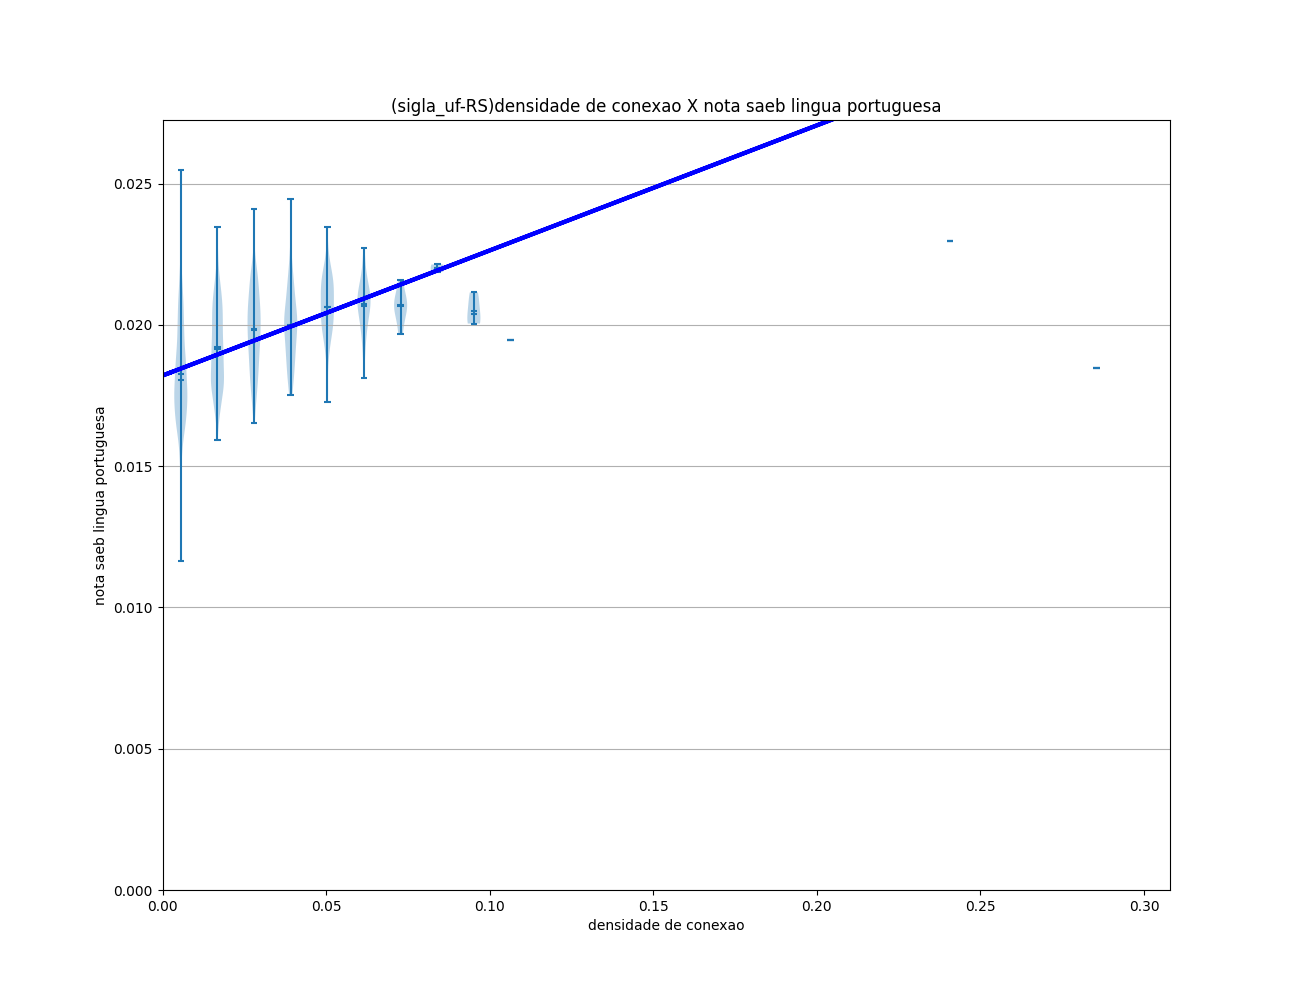 (sigla_uf-RS)densidade de conexao X nota saeb lingua portuguesa
nota saeb lingua portuguesa
0.025
0.020
0.015
0.010
0.005
0.000
0.00 0.05 0.10 0.15 0.20 0.25 0.30
densidade de conexao